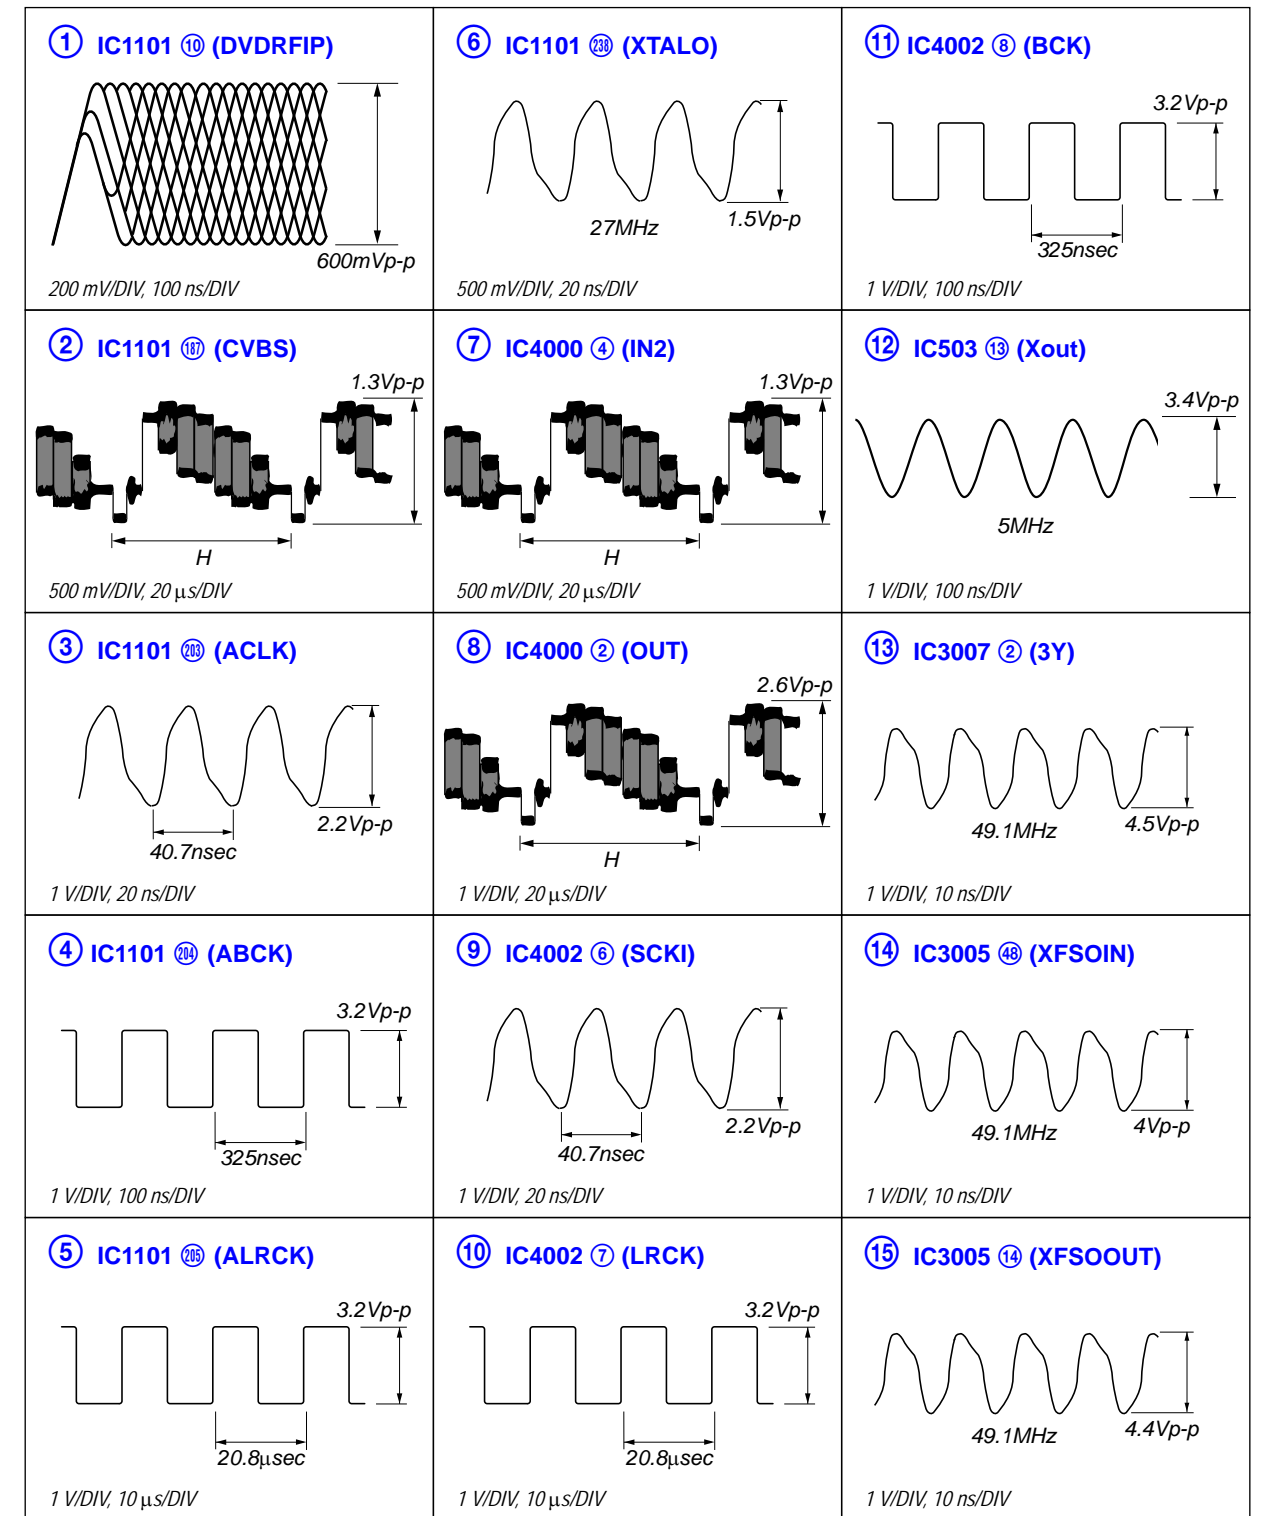 ① IC1101 ⑩ (DVDRFIP)
600mVp-p
200 mV/DIV, 100 ns/DIV
② IC1101 187 (CVBS)
1.3Vp-p
H
500 mV/DIV, 20 µs/DIV
③ IC1101 203 (ACLK)
2.2Vp-p
40.7nsec
1 V/DIV, 20 ns/DIV
④ IC1101 204 (ABCK)
3.2Vp-p
325nsec
1 V/DIV, 100 ns/DIV
⑤ IC1101 205 (ALRCK)
3.2Vp-p
20.8µsec
1 V/DIV, 10 µs/DIV
⑥ IC1101 238 (XTALO)
27MHz
1.5Vp-p
500 mV/DIV, 20 ns/DIV
⑦ IC4000 ④ (IN2)
1.3Vp-p
H
500 mV/DIV, 20 µs/DIV
⑧ IC4000 ② (OUT)
2.6Vp-p
H
1 V/DIV, 20 µs/DIV
⑨ IC4002 ⑥ (SCKI)
2.2Vp-p
40.7nsec
1 V/DIV, 20 ns/DIV
⑩ IC4002 ⑦ (LRCK)
3.2Vp-p
20.8µsec
1 V/DIV, 10 µs/DIV
⑪ IC4002 ⑧ (BCK)
3.2Vp-p
325nsec
1 V/DIV, 100 ns/DIV
⑫ IC503 ⑬ (Xout)
3.4Vp-p
5MHz
1 V/DIV, 100 ns/DIV
⑬ IC3007 ② (3Y)
49.1MHz
4.5Vp-p
1 V/DIV, 10 ns/DIV
⑭ IC3005 ㊽ (XFSOIN)
49.1MHz
4Vp-p
1 V/DIV, 10 ns/DIV
⑮ IC3005 ⑭ (XFSOOUT)
49.1MHz
4.4Vp-p
1 V/DIV, 10 ns/DIV